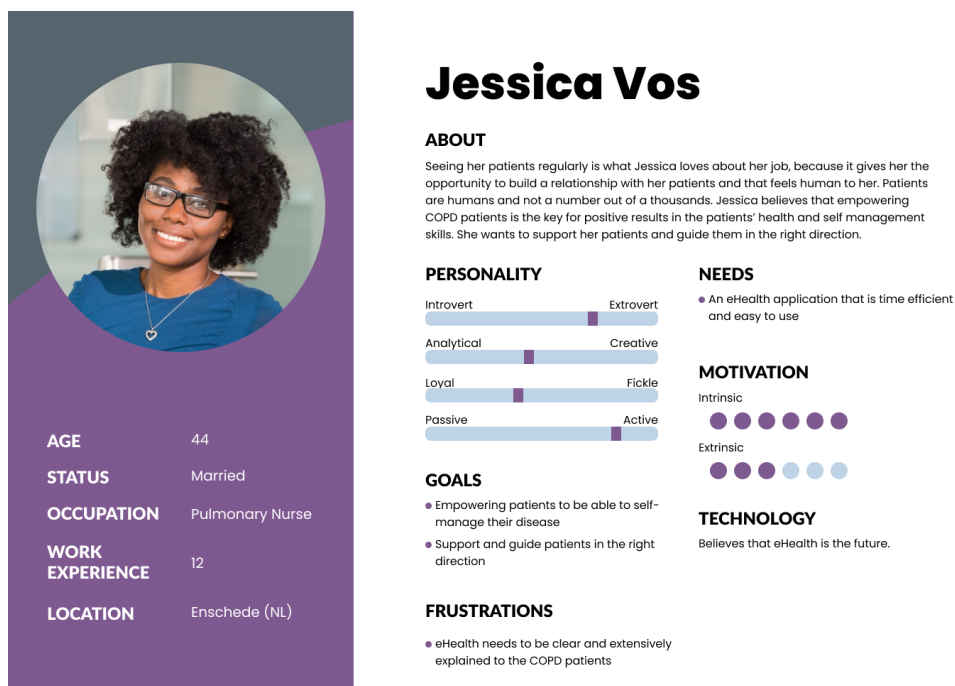 Jessica Vos
ABOUT
Seeing her patients regularly is what Jessica loves about her job, because it gives her the
opportunity to build a relationship with her patients and that feels human to her. Patients
are humans and not a number out of a thousands. Jessica believes that empowering
COPD patients is the key for positive results in the patients' health and self management
skills. She wants to support her patients and guide them in the right direction.
PERSONALITY
Introvert Extrovert
Analytical Creative
Loyal Fickle
Passive Active
GOALS
Empowering patients to be able to self-
manage their disease
Support and guide patients in the right
direction
FRUSTRATIONS
eHealth needs to be clear and extensively
explained to the COPD patients
NEEDS
An eHealth application that is time efficient
and easy to use
MOTIVATION
Intrinsic
Extrinsic
TECHNOLOGY
Believes that eHealth is the future.
AGE 44
STATUS Married
OCCUPATION Pulmonary Nurse
WORK
EXPERIENCE 12
LOCATION Enschede (NL)